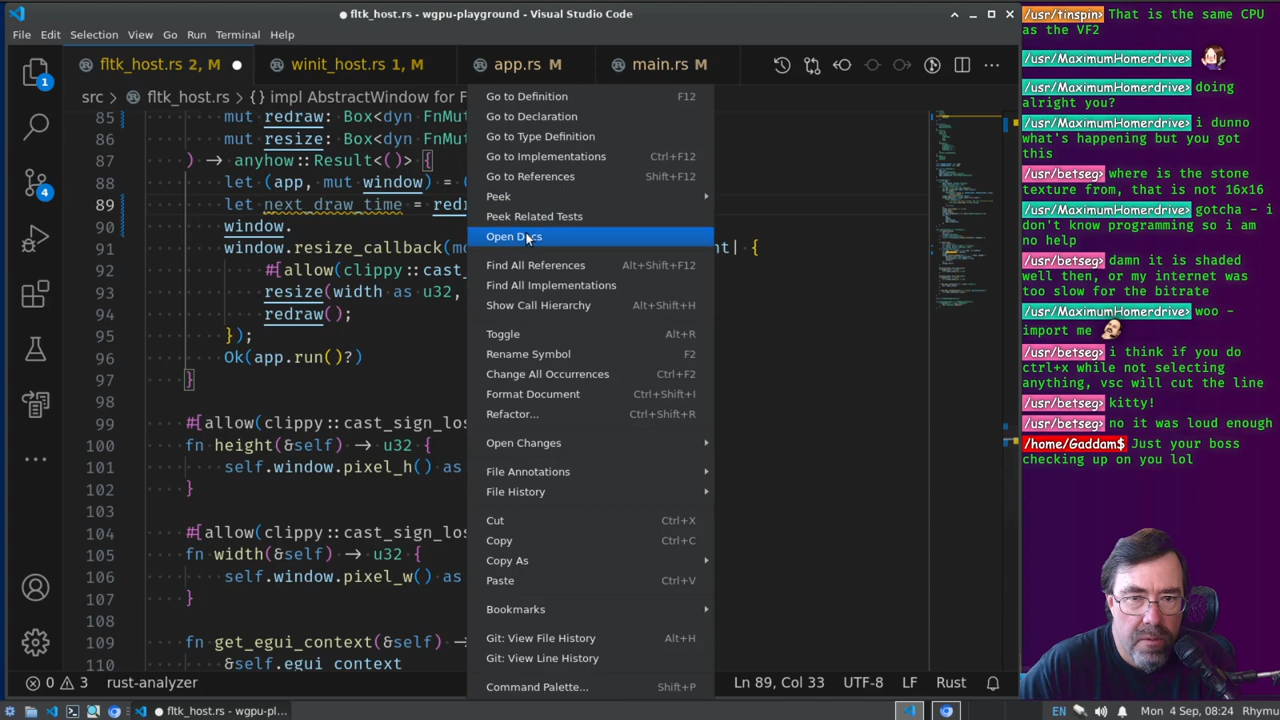 ● fltk_host.rs - wgpu-playground - Visual Studio Code
File Edit Selection View Go Run Terminal Help
fltk_host.rs 2, M ●
winit_host.rs 1, M
app.rs M
main.rs M
src > fltk_host.rs > {} impl AbstractWindow for F
85 mut redraw: Box<dyn FnMut
86 mut resize: Box<dyn FnMut
87 ) → anyhow::Result<()> {
88 let (app, mut window) = (
89 let next_draw_time = redr
90 window.
91 window.resize_callback(mo
nt| {
92 #[allow(clippy::cast_
93 resize(width as u32,
94 redraw();
95 });
96 Ok(app.run()?)
97 }
98
99 #[allow(clippy::cast_sign_los
100 fn height(&self) → u32 {
101 self.window.pixel_h() as
102 }
103
104 #[allow(clippy::cast_sign_los
105 fn width(&self) → u32 {
106 self.window.pixel_w() as
107 }
108
109 fn get_egui_context(&self) →
110 &self.egui_context
Go to Definition F12
Go to Declaration
Go to Type Definition
Go to Implementations Ctrl+F12
Go to References Shift+F12
Peek
Peek Related Tests
Open Docs
Find All References Alt+Shift+F12
Find All Implementations
Show Call Hierarchy Alt+Shift+H
Toggle Alt+R
Rename Symbol F2
Change All Occurrences Ctrl+F2
Format Document Ctrl+Shift+I
Refactor... Ctrl+Shift+R
Open Changes
File Annotations
File History
Cut Ctrl+X
Copy Ctrl+C
Copy As
Paste Ctrl+V
Bookmarks
Git: View File History Alt+H
Git: View Line History
Command Palette... Shift+P
1
4
0 3 rust-analyzer
Ln 89, Col 33 UTF-8 LF Rust
fltk_host.rs - wgpu-pl...
EN
Mon 4 Sep, 08:24 Rhymu
/usr/tinspin> That is the same CPU
as the VF2
/usr/MaximumHomerdrive>
/usr/MaximumHomerdrive> doing
alright you?
/usr/MaximumHomerdrive> i dunno
what's happening but you got
this
/usr/betseg> where is the stone
texture from, that is not 16x16
/usr/MaximumHomerdrive> gotcha - i
don't know programming so i am
no help
/usr/betseg> damn it is shaded
well then, or my internet was
too slow for the bitrate
/usr/MaximumHomerdrive> woo -
import me
/usr/betseg> i think if you do
ctrl+x while not selecting
anything, vsc will cut the line
/usr/betseg> kitty!
/usr/betseg> no it was loud enough
/home/Gaddam$ Just your boss
checking up on you lol